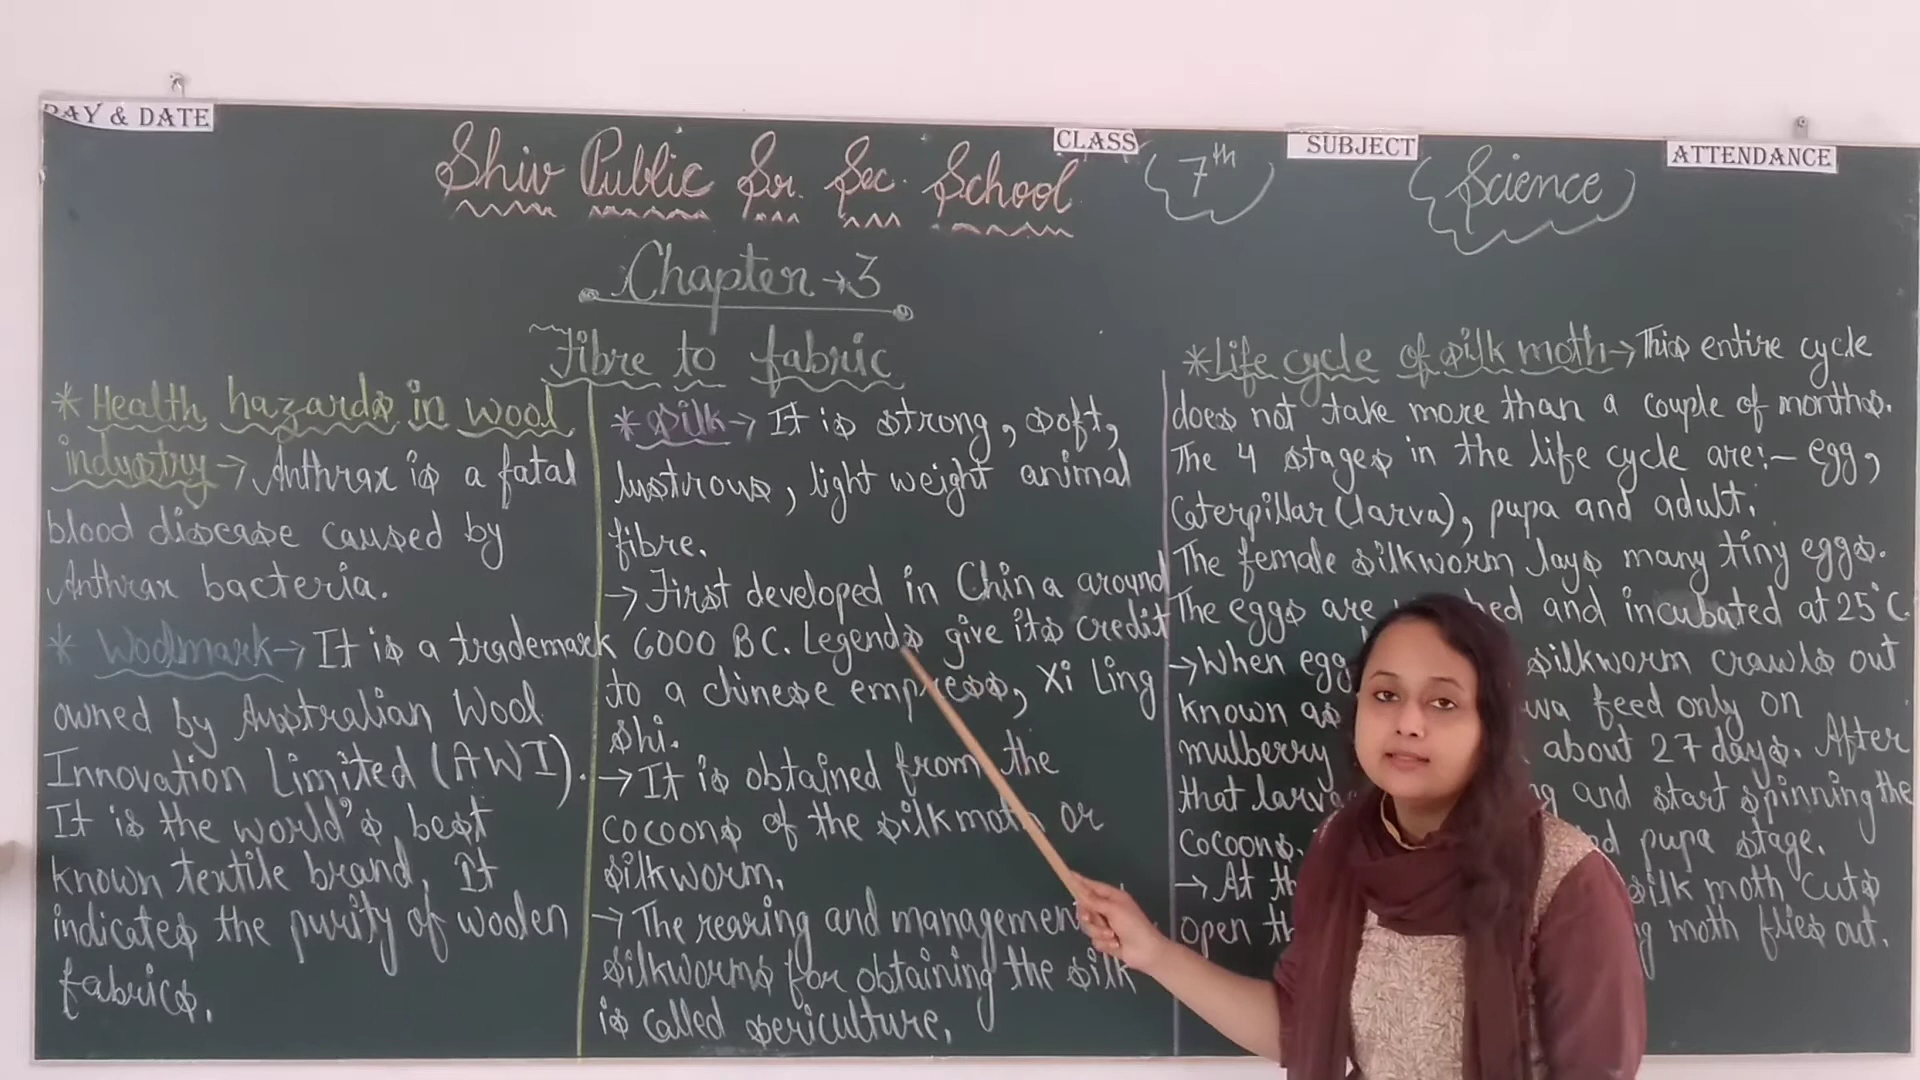 DAY & DATE
CLASS
SUBJECT
ATTENDANCE
Shiv Public Sr. Sec. School
7th
Science
Chapter → 3
Fibre to fabric
* Health hazards in wool
industry → Anthrax is a fatal
blood disease caused by
Anthrax bacteria.
* Woolmark → It is a trademark
owned by Australian Wool
Innovation Limited (AWI).
It is the world's best
known textile brand, It
indicates the purity of woolen
fabrics.
* Silk → It is strong, soft,
lustrous, light weight animal
fibre.
→ First developed in China around
6000 BC. Legends give its credit
to a chinese empress, Xi Ling
shi.
→ It is obtained from the
cocoons of the silkmoth or
silkworm.
→ The rearing and management
silkworms for obtaining the silk
is called sericulture.
* Life cycle of silk moth → This entire cycle
does not take more than a couple of months.
The 4 stages in the life cycle are:- egg,
Caterpillar (larva), pupa and adult.
The female silkworm lays many tiny eggs.
The eggs are and incubated at 25°C.
→ When egg silkworm crawls out
known as feed only on
mulberry about 27 days. After
that and start spinning the
cocoons. pupa stage.
→ At silk moth cuts
open moth flies out.